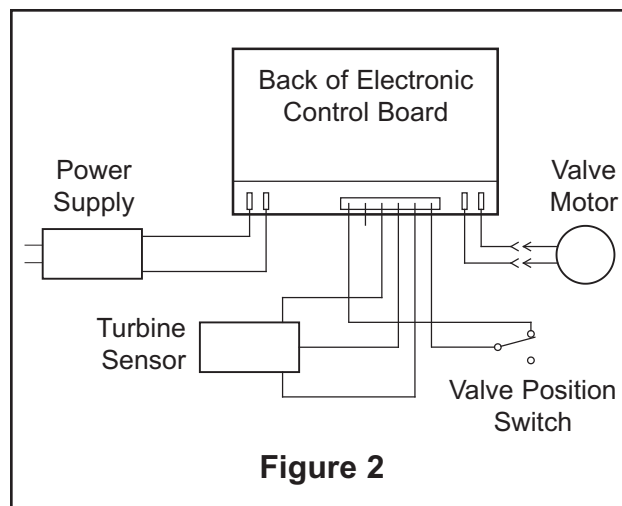 Back of Electronic
Control Board
Power
Supply
Valve
Motor
Turbine
Sensor
Valve Position
Switch
Figure 2